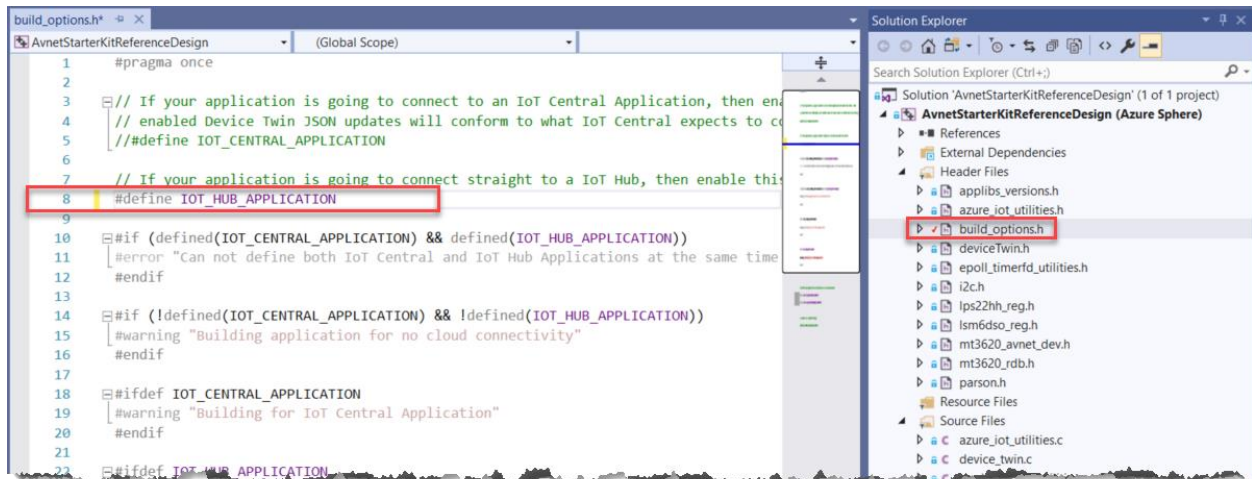 build_options.h*
AvnetStarterKitReferenceDesign
(Global Scope)
1 #pragma once
2
3 // If your application is going to connect to an IoT Central Application, then ena
4 // enabled Device Twin JSON updates will conform to what IoT Central expects to co
5 //#define IOT_CENTRAL_APPLICATION
6
7 // If your application is going to connect straight to a IoT Hub, then enable this
8 #define IOT_HUB_APPLICATION
9
10 #if (defined(IOT_CENTRAL_APPLICATION) && defined(IOT_HUB_APPLICATION))
11 #error "Can not define both IoT Central and IoT Hub Applications at the same time
12 #endif
13
14 #if (!defined(IOT_CENTRAL_APPLICATION) && !defined(IOT_HUB_APPLICATION))
15 #warning "Building application for no cloud connectivity"
16 #endif
17
18 #ifdef IOT_CENTRAL_APPLICATION
19 #warning "Building for IoT Central Application"
20 #endif
21
22 #ifdef IOT_HUB_APPLICATION
Solution Explorer
Search Solution Explorer (Ctrl+;)
Solution 'AvnetStarterKitReferenceDesign' (1 of 1 project)
AvnetStarterKitReferenceDesign (Azure Sphere)
References
External Dependencies
Header Files
applibs_versions.h
azure_iot_utilities.h
build_options.h
deviceTwin.h
epoll_timerfd_utilities.h
i2c.h
lps22hh_reg.h
lsm6dso_reg.h
mt3620_avnet_dev.h
mt3620_rdb.h
parson.h
Resource Files
Source Files
azure_iot_utilities.c
device_twin.c